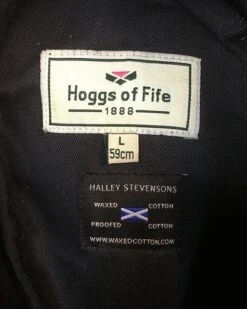 Hoggs of Fife
1888
L
59cm
HALLEY STEVENSONS
WAXED COTTON
PROOFED COTTON
WWW.WAXEDCOTTON.COM